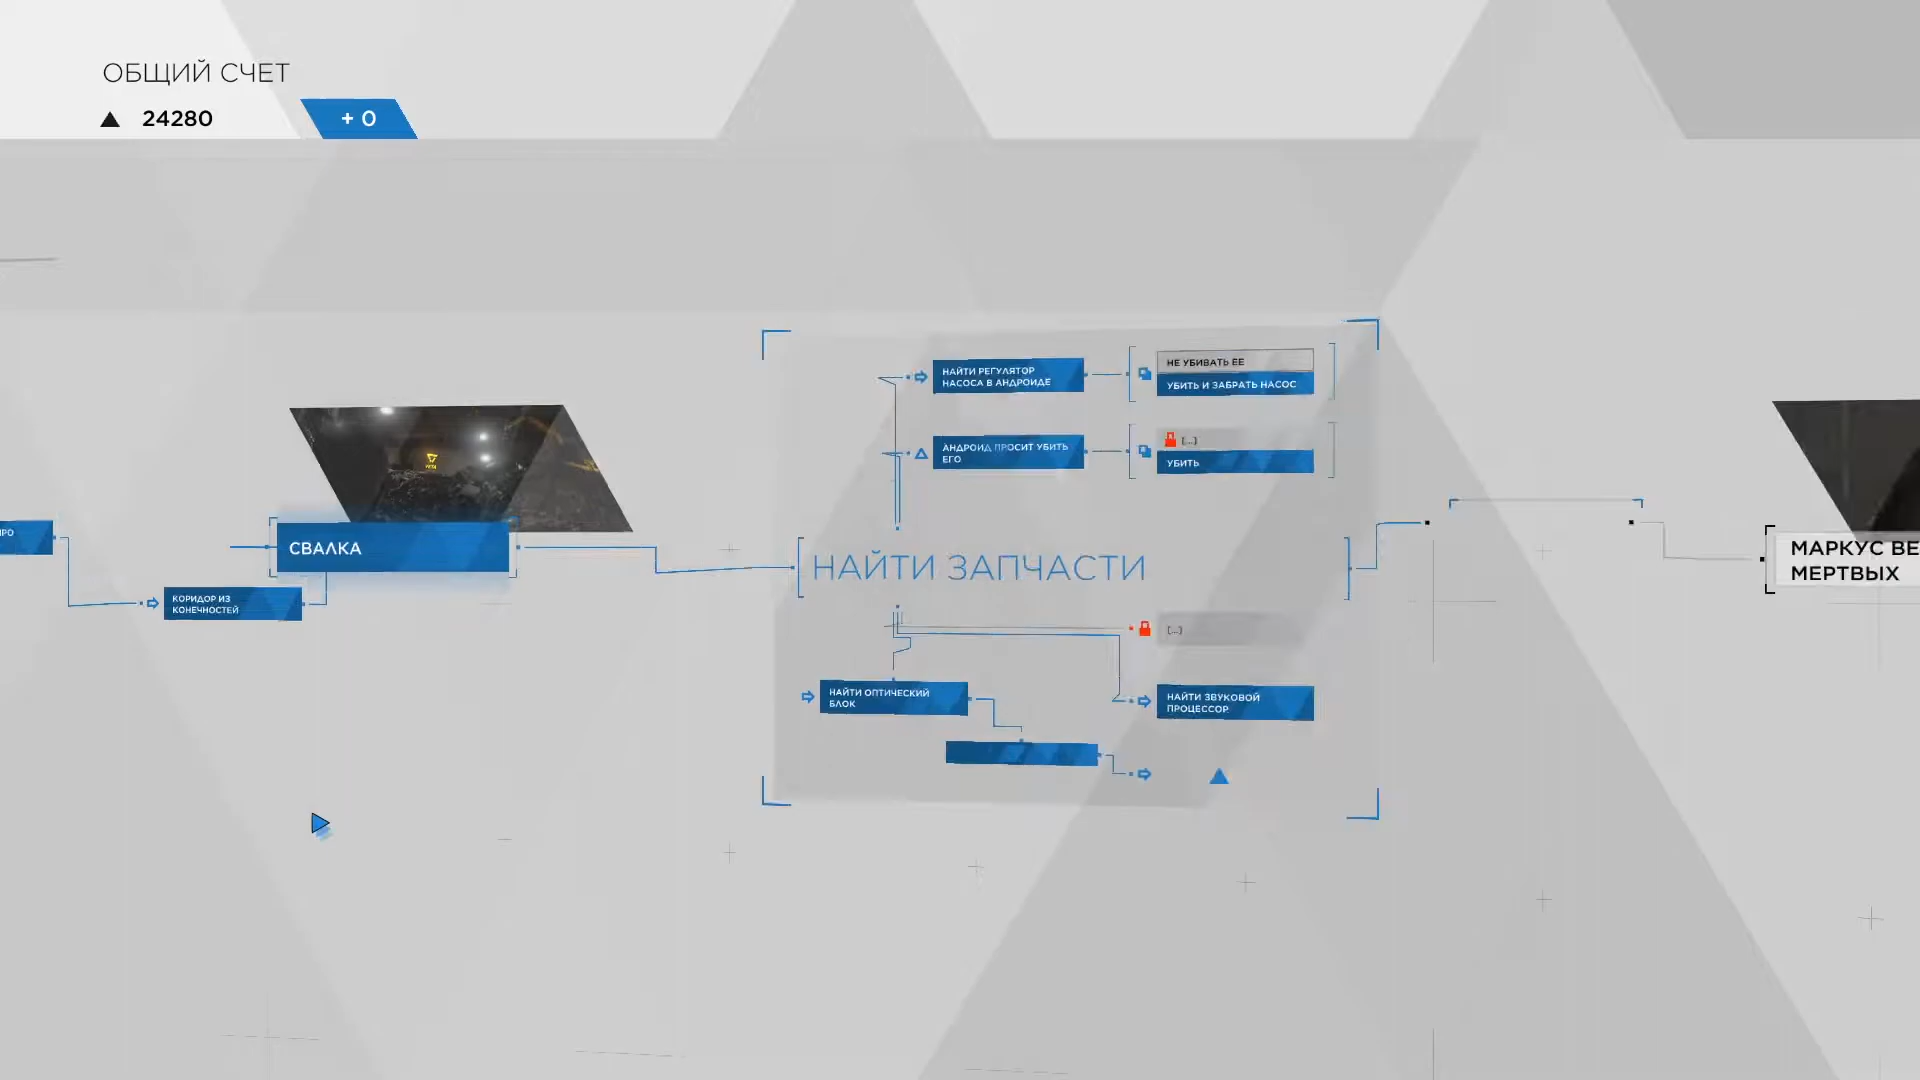 ОБЩИЙ СЧЕТ
24280
+ 0
НАЙТИ РЕГУЛЯТОР
НАСОСА В АНДРОИДЕ
НЕ УБИВАТЬ ЕЕ
УБИТЬ И ЗАБРАТЬ НАСОС
АНДРОИД ПРОСИТ УБИТЬ
ЕГО
[...]
УБИТЬ
СВАЛКА
КОРИДОР ИЗ
КОНЕЧНОСТЕЙ
НАЙТИ ЗАПЧАСТИ
МАРКУС ВЕ
МЕРТВЫХ
[...]
НАЙТИ ОПТИЧЕСКИЙ
БЛОК
НАЙТИ ЗВУКОВОЙ
ПРОЦЕССОР